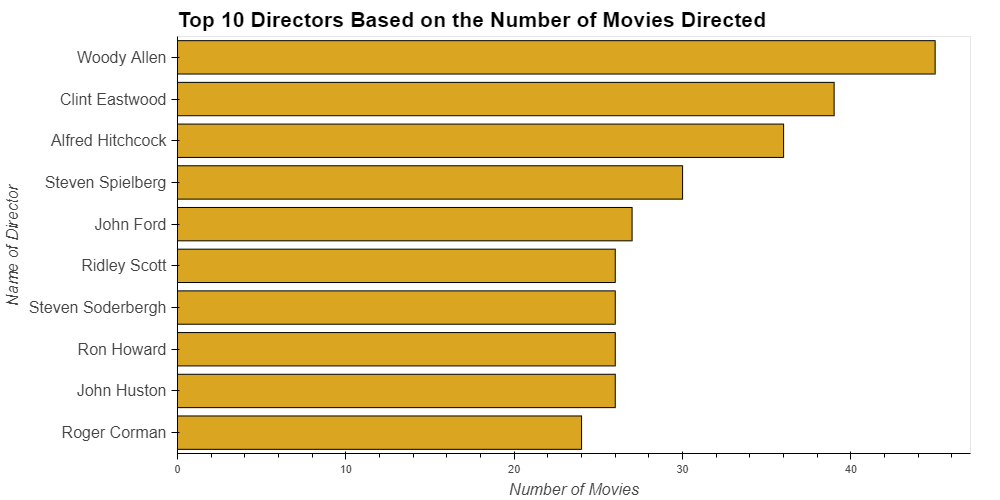 Top 10 Directors Based on the Number of Movies Directed
Name of Director
Woody Allen
Clint Eastwood
Alfred Hitchcock
Steven Spielberg
John Ford
Ridley Scott
Steven Soderbergh
Ron Howard
John Huston
Roger Corman
0 10 20 30 40
Number of Movies